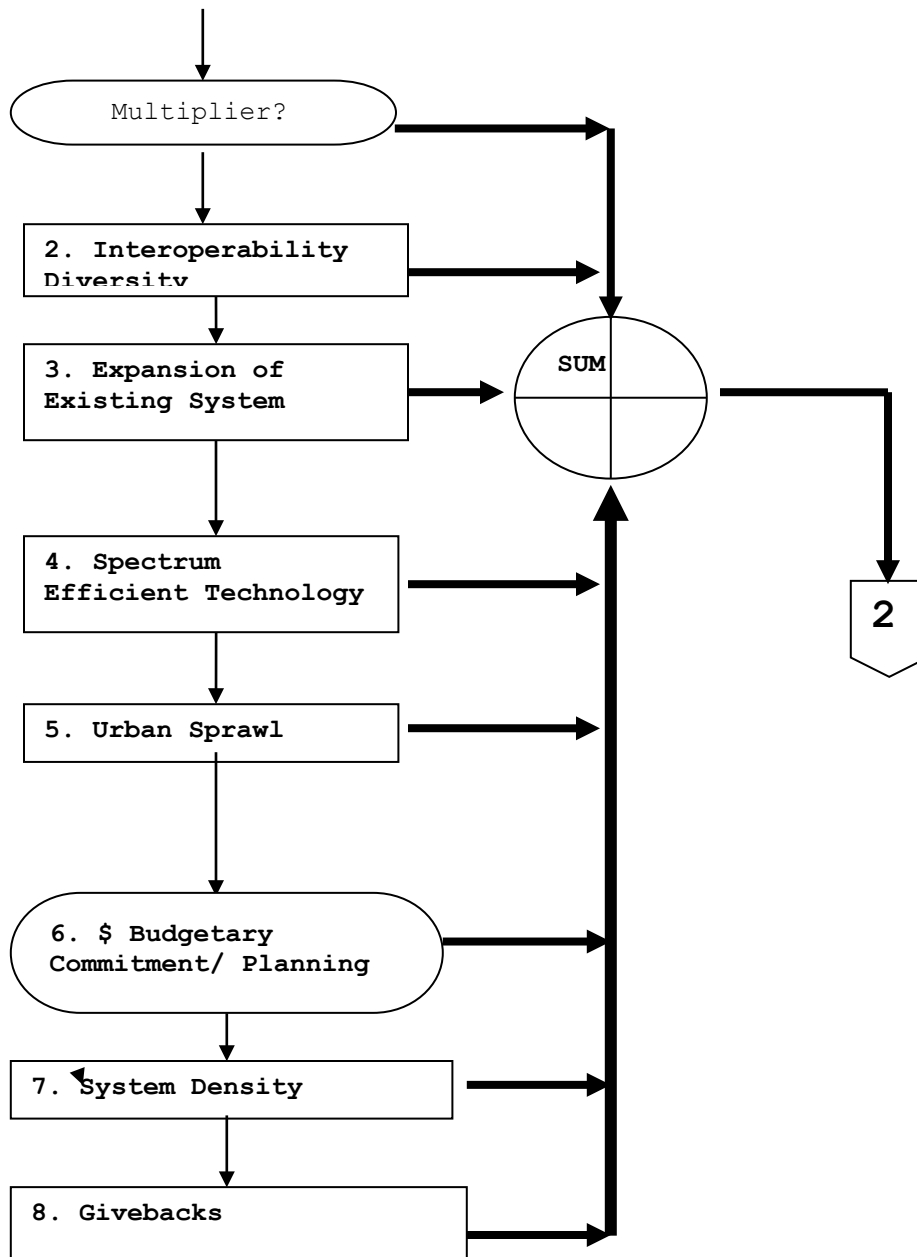 Multiplier?
2. Interoperability
Diversity
3. Expansion of
Existing System
SUM
4. Spectrum
Efficient Technology
2
5. Urban Sprawl
6. $ Budgetary
Commitment/ Planning
7. System Density
8. Givebacks